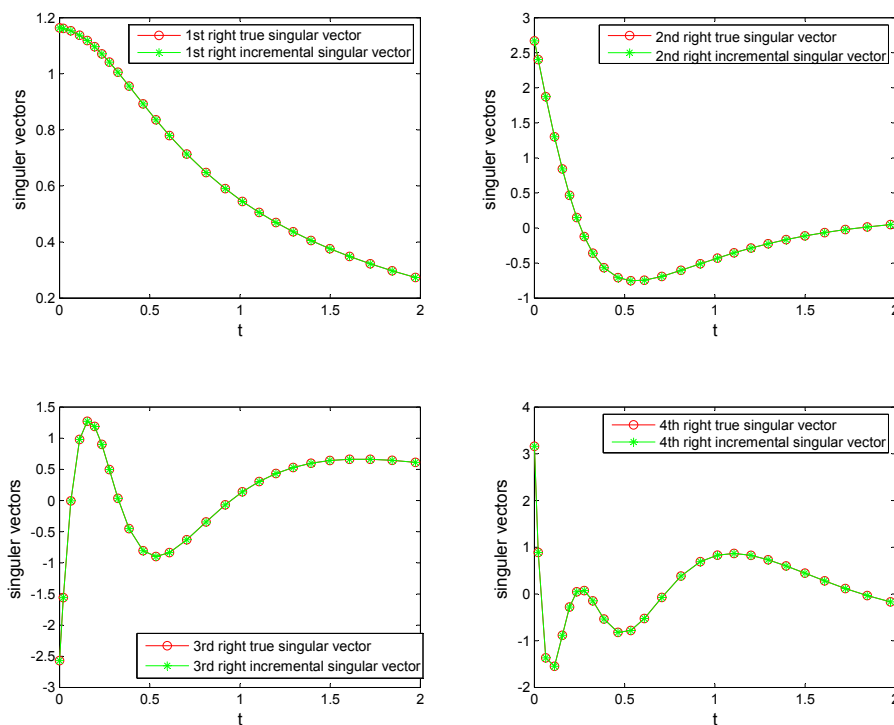 1.2
1
0.8
0.6
0.4
0.2
singuler vectors
1st right true singular vector
1st right incremental singular vector
0 0.5 1 1.5 2
t
3
2.5
2
1.5
1
0.5
0
-0.5
-1
singuler vectors
2nd right true singular vector
2nd right incremental singular vector
0 0.5 1 1.5 2
t
1.5
1
0.5
0
-0.5
-1
-1.5
-2
-2.5
-3
singuler vectors
3rd right true singular vector
3rd right incremental singular vector
0 0.5 1 1.5 2
t
4
3
2
1
0
-1
-2
singuler vectors
4th right true singular vector
4th right incremental singular vector
0 0.5 1 1.5 2
t